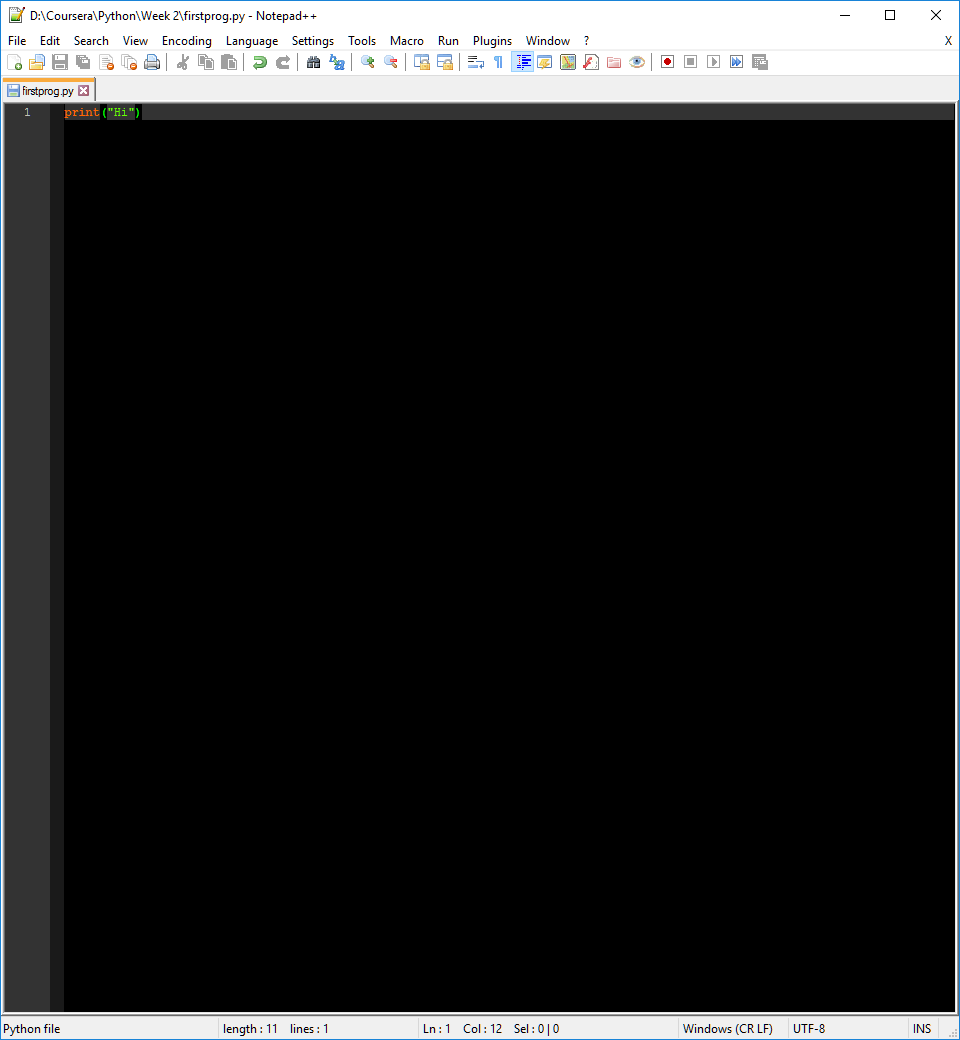 D:\Coursera\Python\Week 2\firstprog.py - Notepad++
File Edit Search View Encoding Language Settings Tools Macro Run Plugins Window ? X
firstprog.py
1 print("Hi")
Python file length : 11 lines : 1 Ln : 1 Col : 12 Sel : 0 | 0 Windows (CR LF) UTF-8 INS